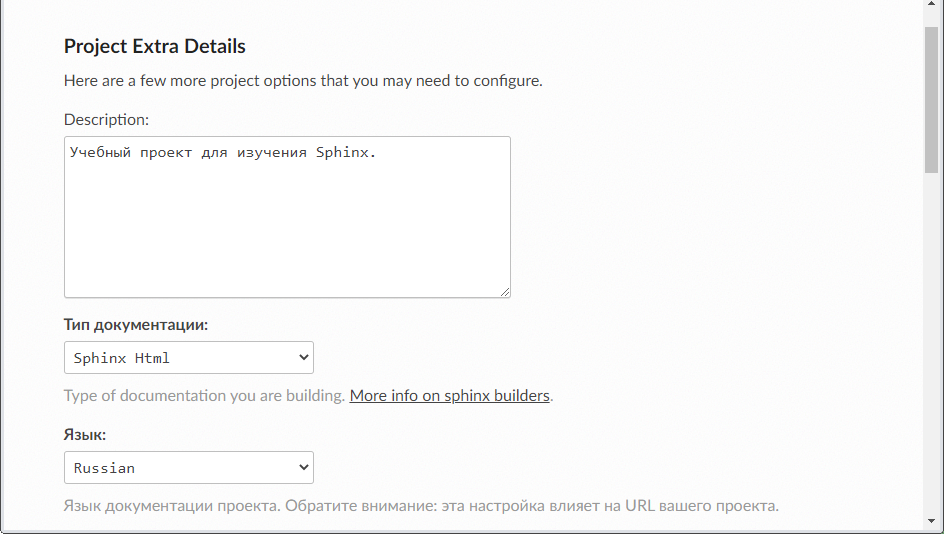 Project Extra Details
Here are a few more project options that you may need to configure.
Description:
Учебный проект для изучения Sphinx.
Тип документации:
Sphinx Html
Type of documentation you are building. More info on sphinx builders.
Язык:
Russian
Язык документации проекта. Обратите внимание: эта настройка влияет на URL вашего проекта.